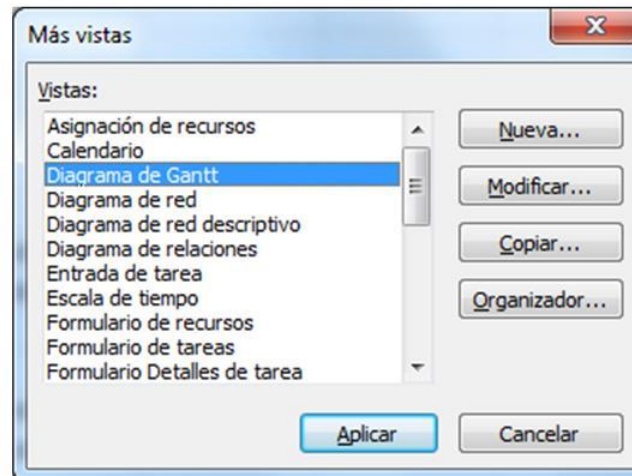 Más vistas
Vistas:
Asignación de recursos
Calendario
Diagrama de Gantt
Diagrama de red
Diagrama de red descriptivo
Diagrama de relaciones
Entrada de tarea
Escala de tiempo
Formulario de recursos
Formulario de tareas
Formulario Detalles de tarea
Nueva...
Modificar...
Copiar...
Organizador...
Aplicar
Cancelar